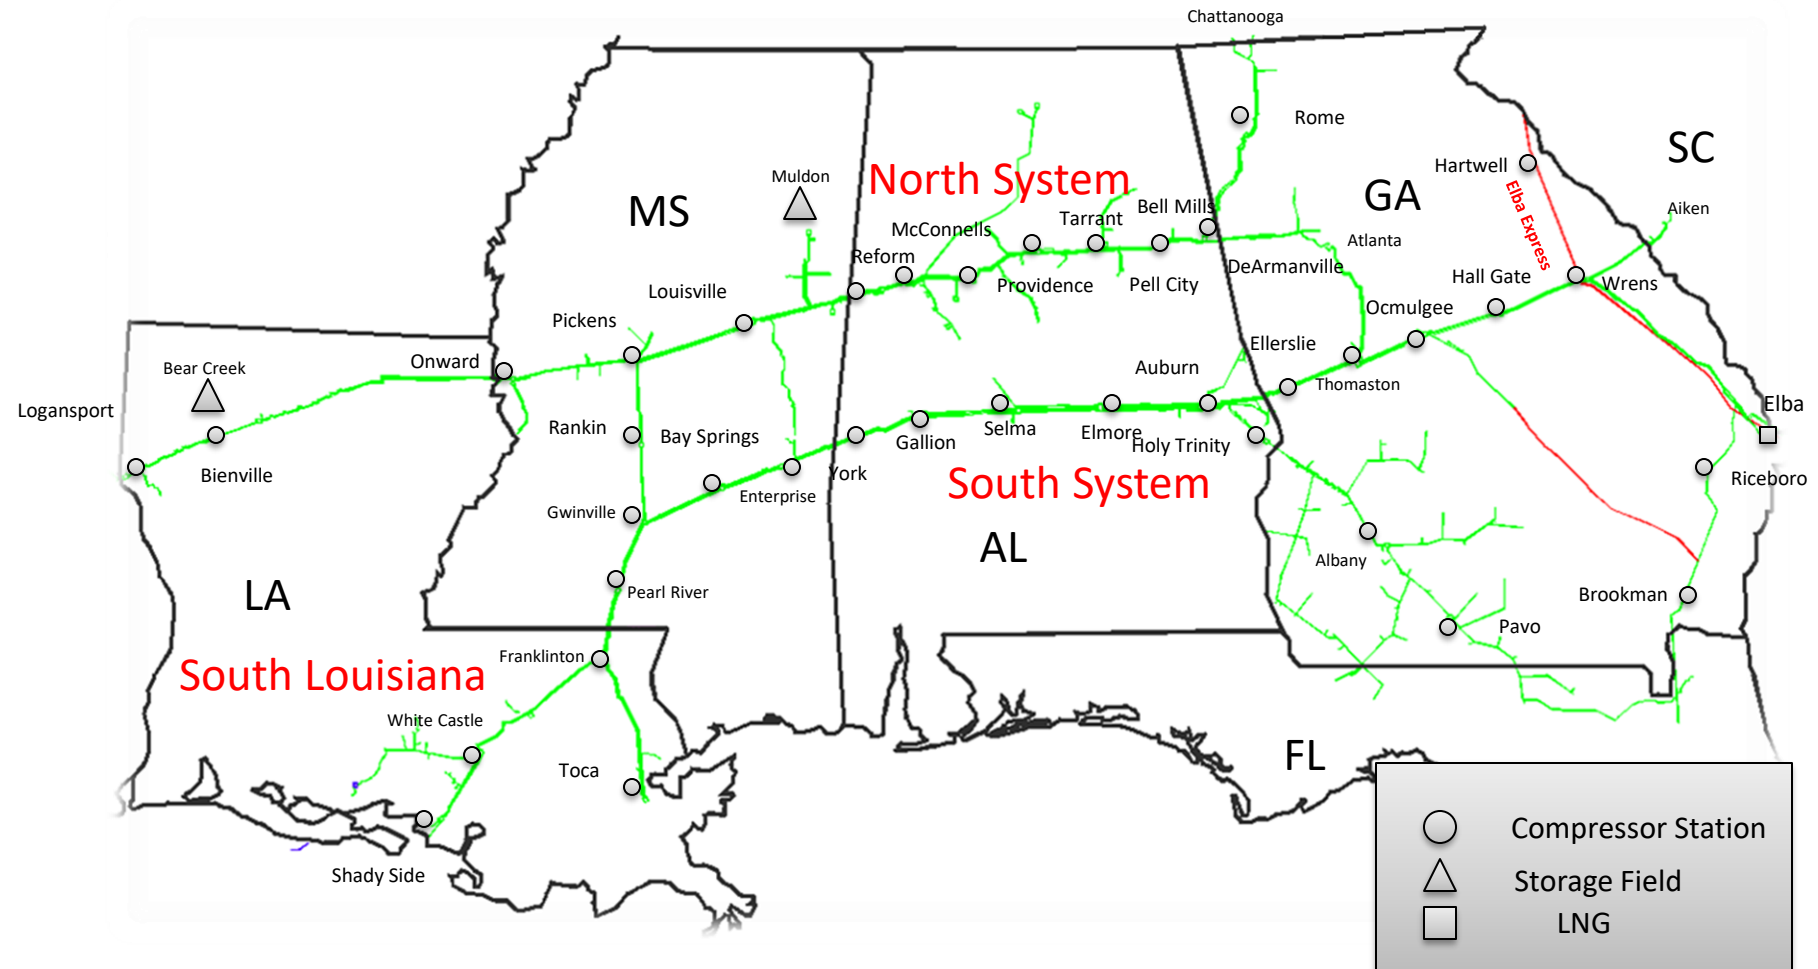 Chattanooga
Rome
SC
Hartwell
Muldon
North System
Elba Express
GA
MS
Bell Mills
Aiken
Tarrant
McConnells
Atlanta
Reform
DeArmanville
Hall Gate
Louisville
Providence
Pell City
Wrens
Ocmulgee
Pickens
Ellerslie
Onward
Bear Creek
Auburn
Thomaston
Logansport
Elba
Rankin
Bay Springs
Selma
Elmore
Gallion
Holy Trinity
Bienville
York
South System
Riceboro
Enterprise
Gwinville
AL
Albany
Pearl River
LA
Brookman
Pavo
Franklinton
South Louisiana
White Castle
FL
Toca
Shady Side
Compressor Station
Storage Field
LNG